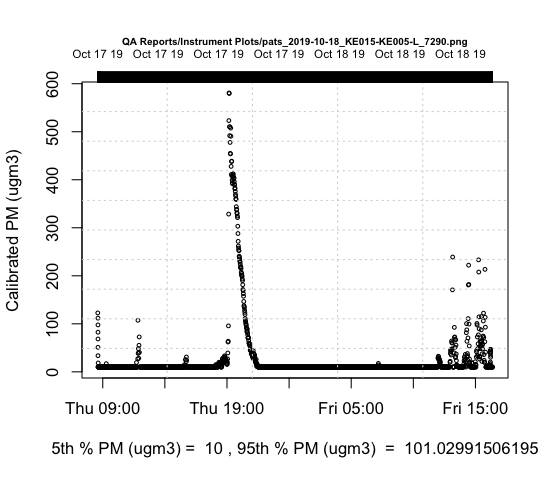 QA Reports/Instrument Plots/pats_2019-10-18_KE015-KE005-L_7290.png
Oct 17 19 Oct 17 19 Oct 17 19 Oct 17 19 Oct 18 19 Oct 18 19 Oct 18 19
600
500
400
300
200
100
0
Calibrated PM (ugm3)
Thu 09:00 Thu 19:00 Fri 05:00 Fri 15:00
5th % PM (ugm3) = 10 , 95th % PM (ugm3) = 101.02991506195